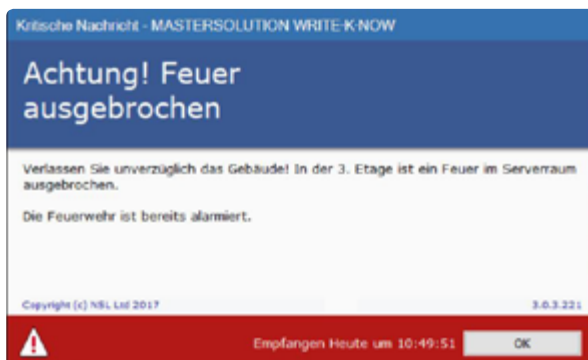 Kritische Nachricht - MASTERSOLUTION WRITE-K-NOW
Achtung! Feuer
ausgebrochen
Verlassen Sie unverzüglich das Gebäude! In der 3. Etage ist ein Feuer im Serverraum
ausgebrochen.
Die Feuerwehr ist bereits alarmiert.
Copyright (c) NSL Ltd 2017 3.0.3.221
Empfangen Heute um 10:49:51 OK